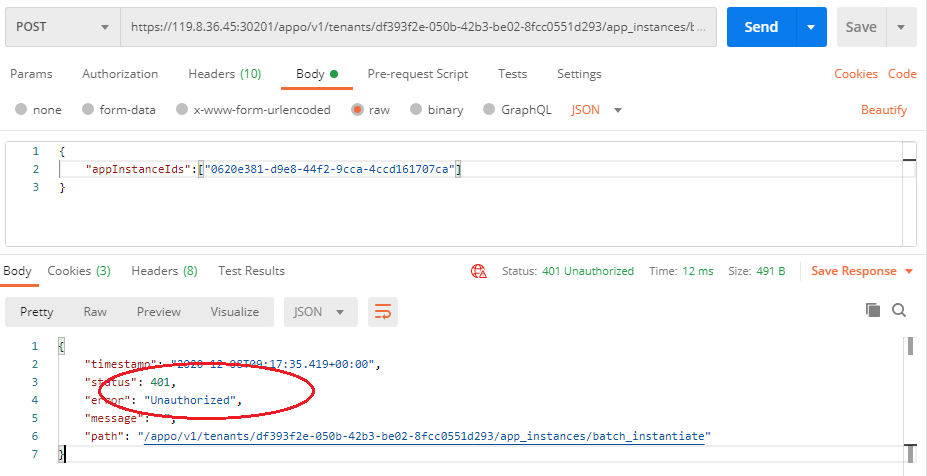 POST https://119.8.36.45:30201/appo/v1/tenants/df393f2e-050b-42b3-be02-8fcc0551d293/app_instances/b... Send Save
Params Authorization Headers (10) Body Pre-request Script Tests Settings Cookies Code
none form-data x-www-form-urlencoded raw binary GraphQL JSON Beautify
1 {
2 "appInstanceIds":["0620e381-d9e8-44f2-9cca-4ccd161707ca"]
3 }
Body Cookies (3) Headers (8) Test Results Status: 401 Unauthorized Time: 12 ms Size: 491 B Save Response
Pretty Raw Preview Visualize JSON
1 {
2 "timestamp": "2020-12-08T09:17:35.419+00:00",
3 "status": 401,
4 "error": "Unauthorized",
5 "message": "",
6 "path": "/appo/v1/tenants/df393f2e-050b-42b3-be02-8fcc0551d293/app_instances/batch_instantiate"
7 }